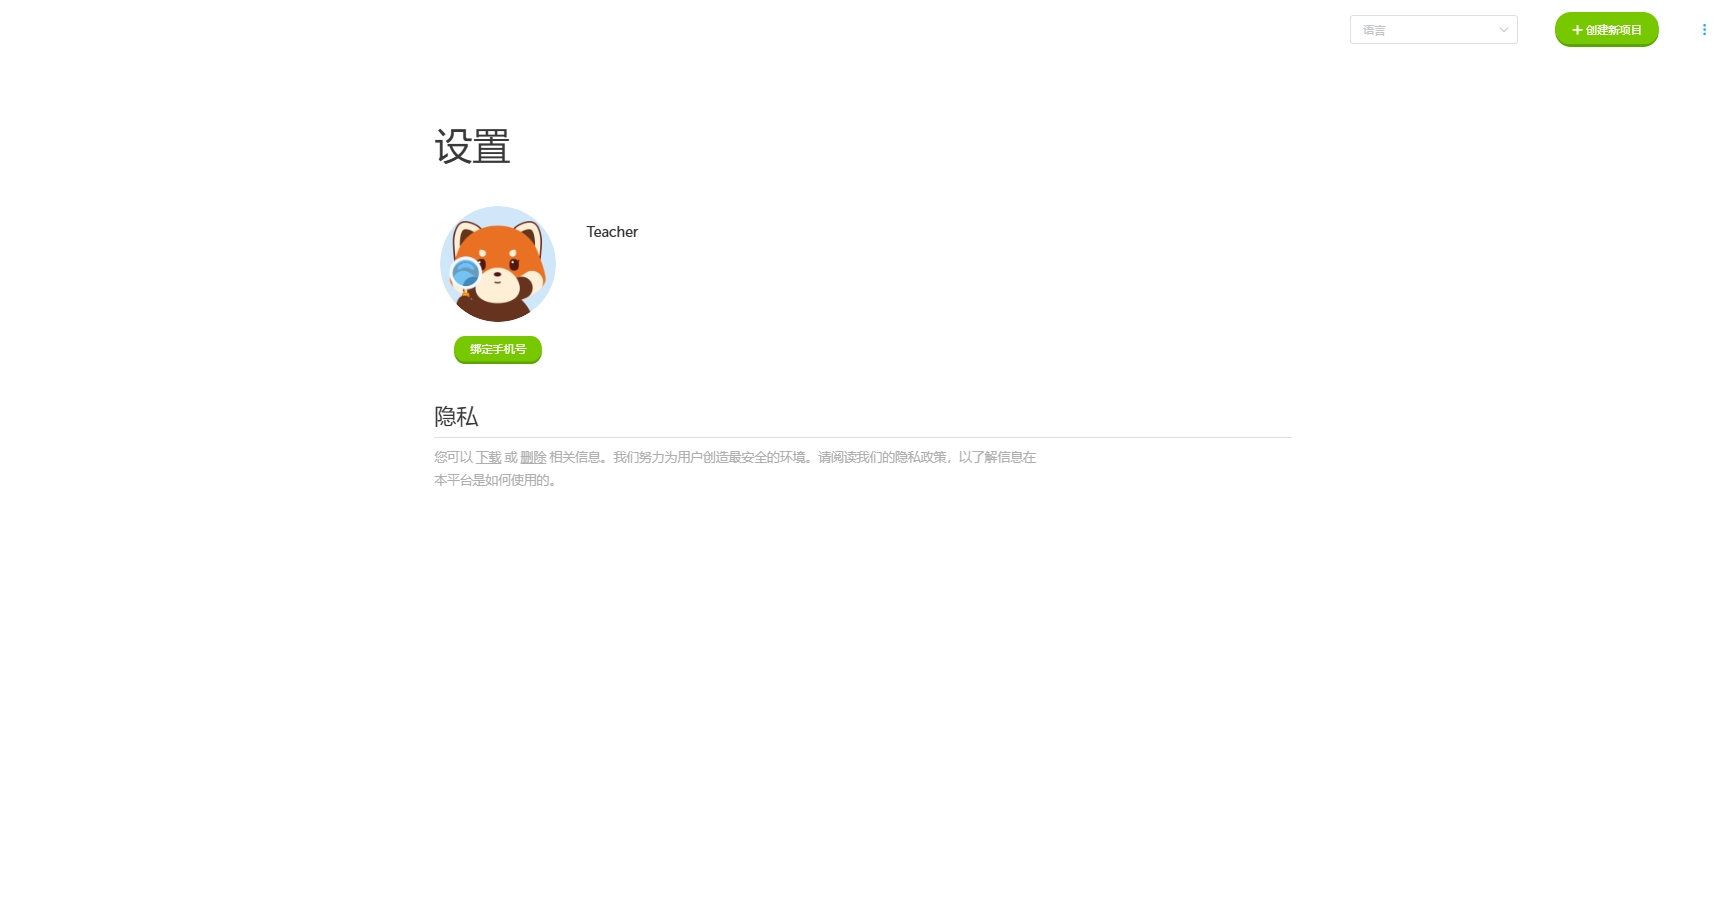 语言
创建新项目
设置
Teacher
绑定手机号
隐私
您可以 下载 或 删除 相关信息。我们努力为用户创造最安全的环境。请阅读我们的隐私政策，以了解信息在
本平台是如何使用的。